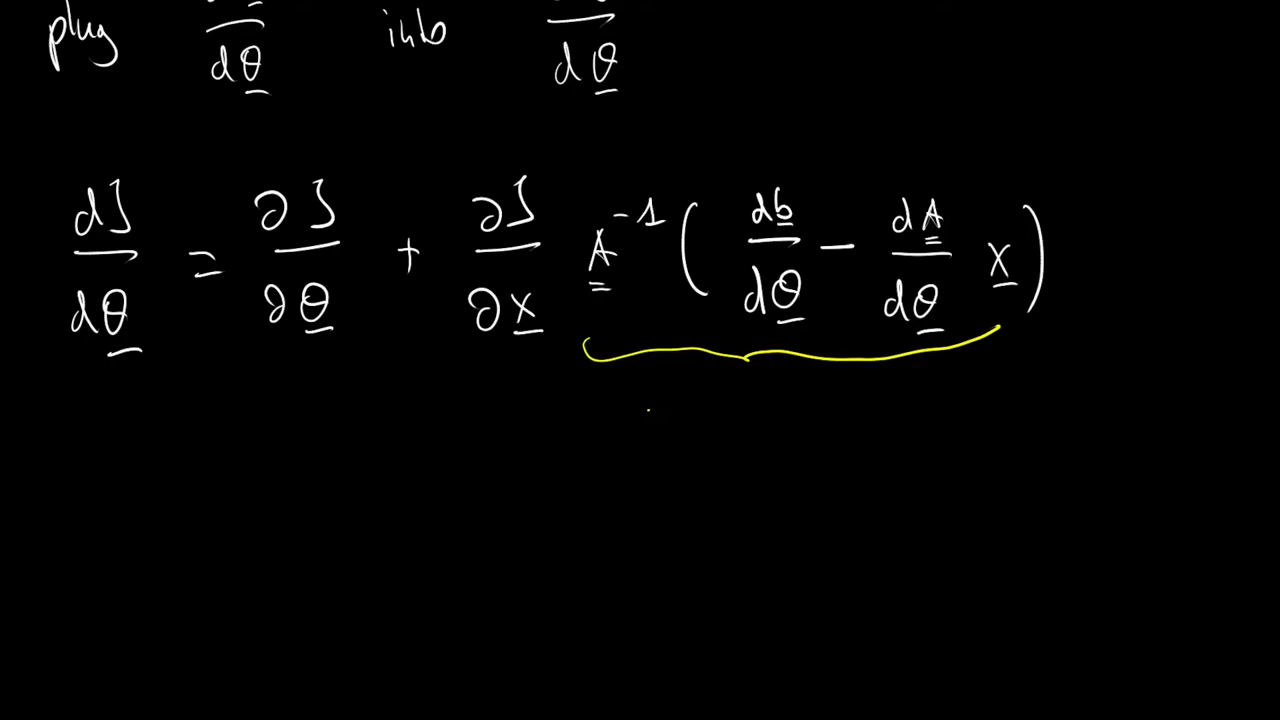 plug d/dθ into d/dθ
dJ/dθ = ∂J/∂θ + ∂J/∂x A⁻¹ ( db/dθ − dA/dθ x )